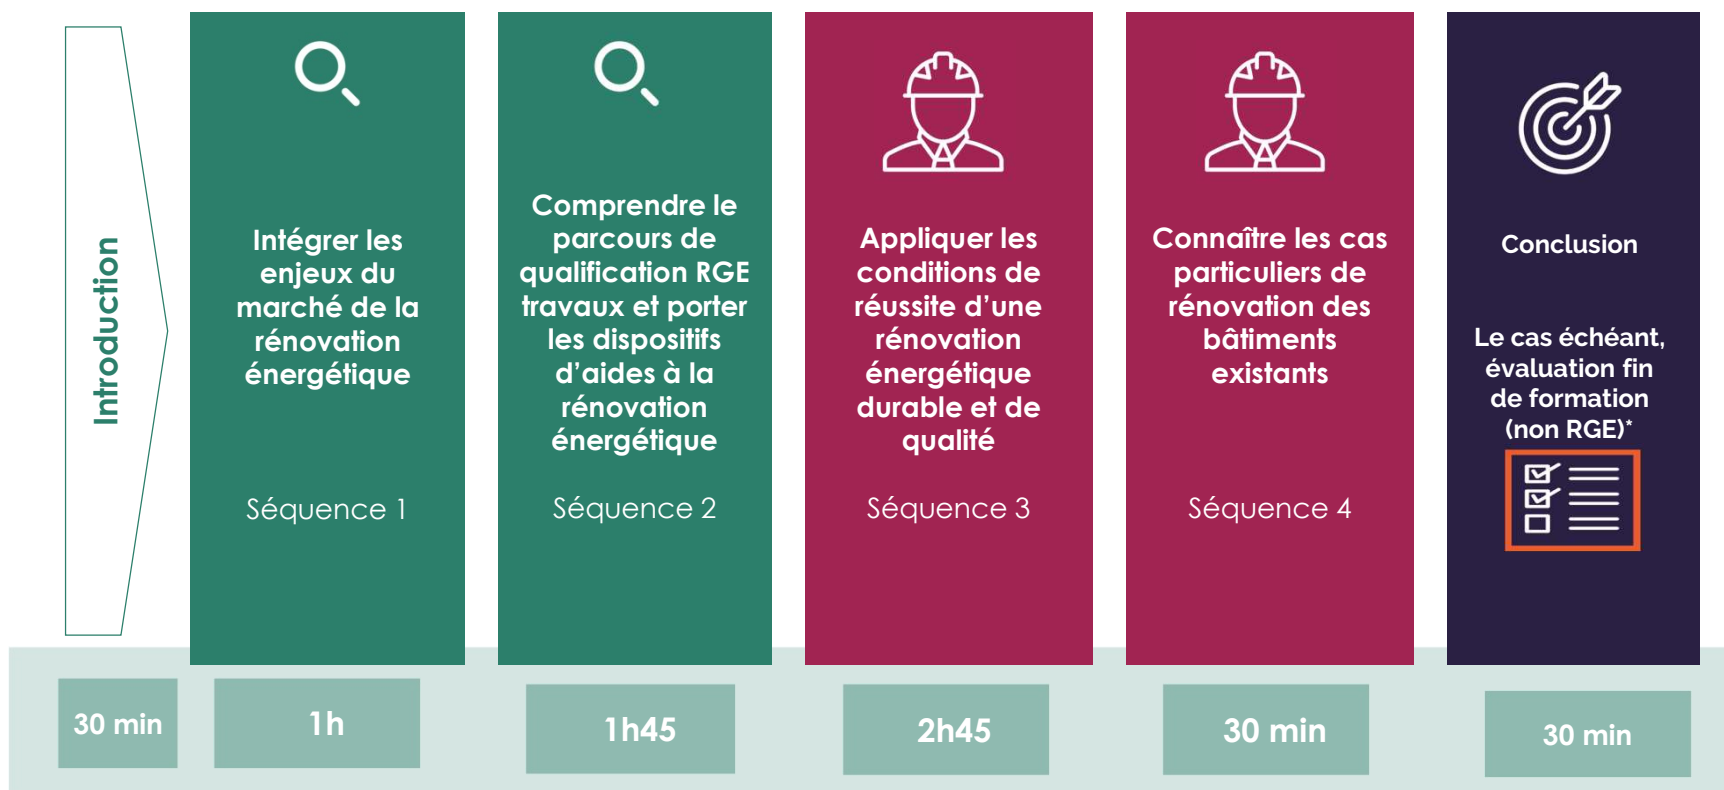 Introduction
Intégrer les
enjeux du
marché de la
rénovation
énergétique
Séquence 1
Comprendre le
parcours de
qualification RGE
travaux et porter
les dispositifs
d’aides à la
rénovation
énergétique
Séquence 2
Appliquer les
conditions de
réussite d’une
rénovation
énergétique
durable et de
qualité
Séquence 3
Connaître les cas
particuliers de
rénovation des
bâtiments
existants
Séquence 4
Conclusion
Le cas échéant,
évaluation fin
de formation
(non RGE)*
30 min
1h
1h45
2h45
30 min
30 min